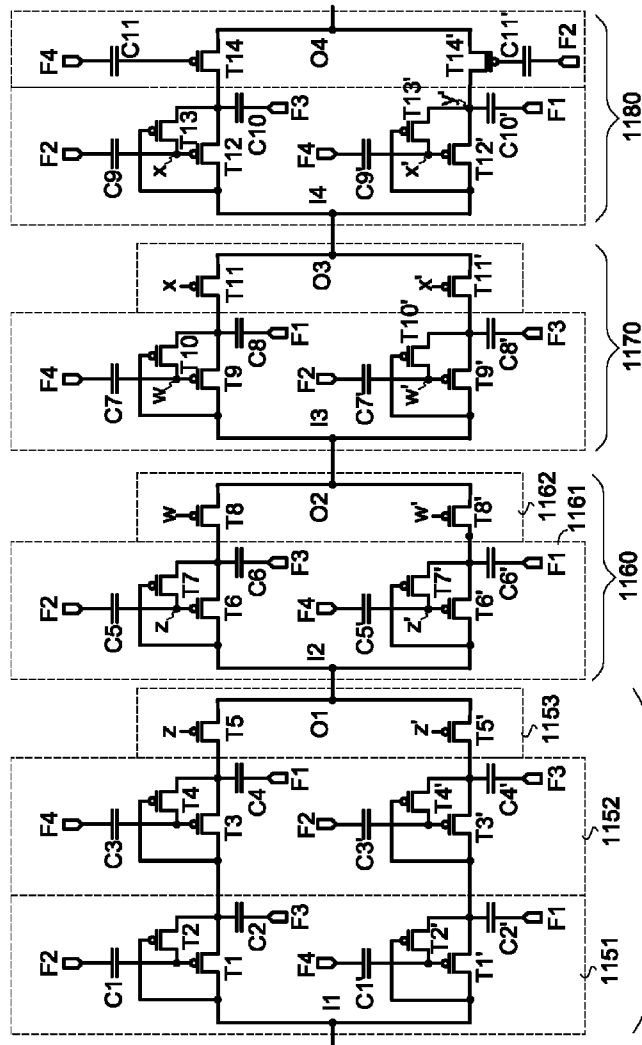 F2
F4
F2
F4
F2
F4
C1
C3
C5
C7
C9
C11
T2
T4
z
T7
w
T10
x
T13
T1
T3
T5
z
T6
T8
w
T9
T11
x
T12
T14
C2
C4
C6
C8
C10
F3
F1
F3
F1
F3
I1
O1
I2
O2
I3
O3
I4
O4
F4
F2
F4
F2
F4
C1'
C3'
C5'
C7'
C9'
T2'
T4'
z'
T7'
w'
T10'
x'
T13'
y'
T14'
C11'
F2
T1'
T3'
T5'
z'
T6'
T8'
w'
T9'
T11'
x'
T12'
C2'
C4'
C6'
C8'
C10'
F1
F3
F1
F3
F1
1151
1152
1153
1162
1161
1160
1170
1180